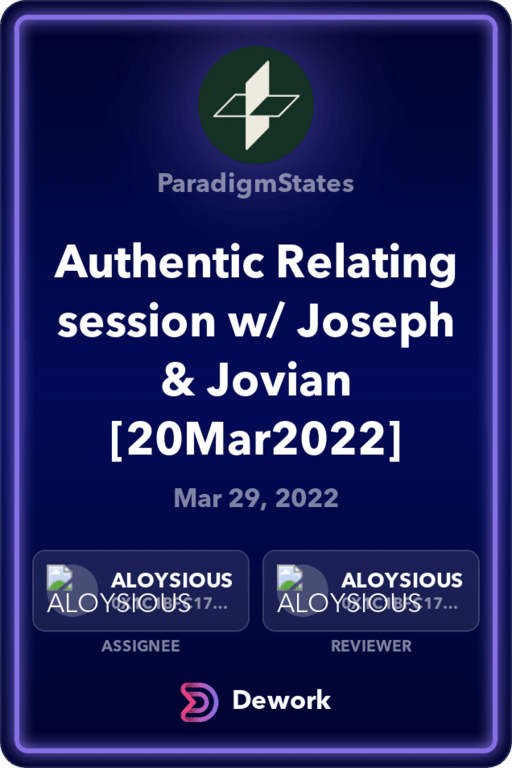 ParadigmStates
Authentic Relating
session w/ Joseph
& Jovian
[20Mar2022]
Mar 29, 2022
ALOYSIOUS
ALOYSIOUS
ASSIGNEE
ALOYSIOUS
ALOYSIOUS
REVIEWER
Dework